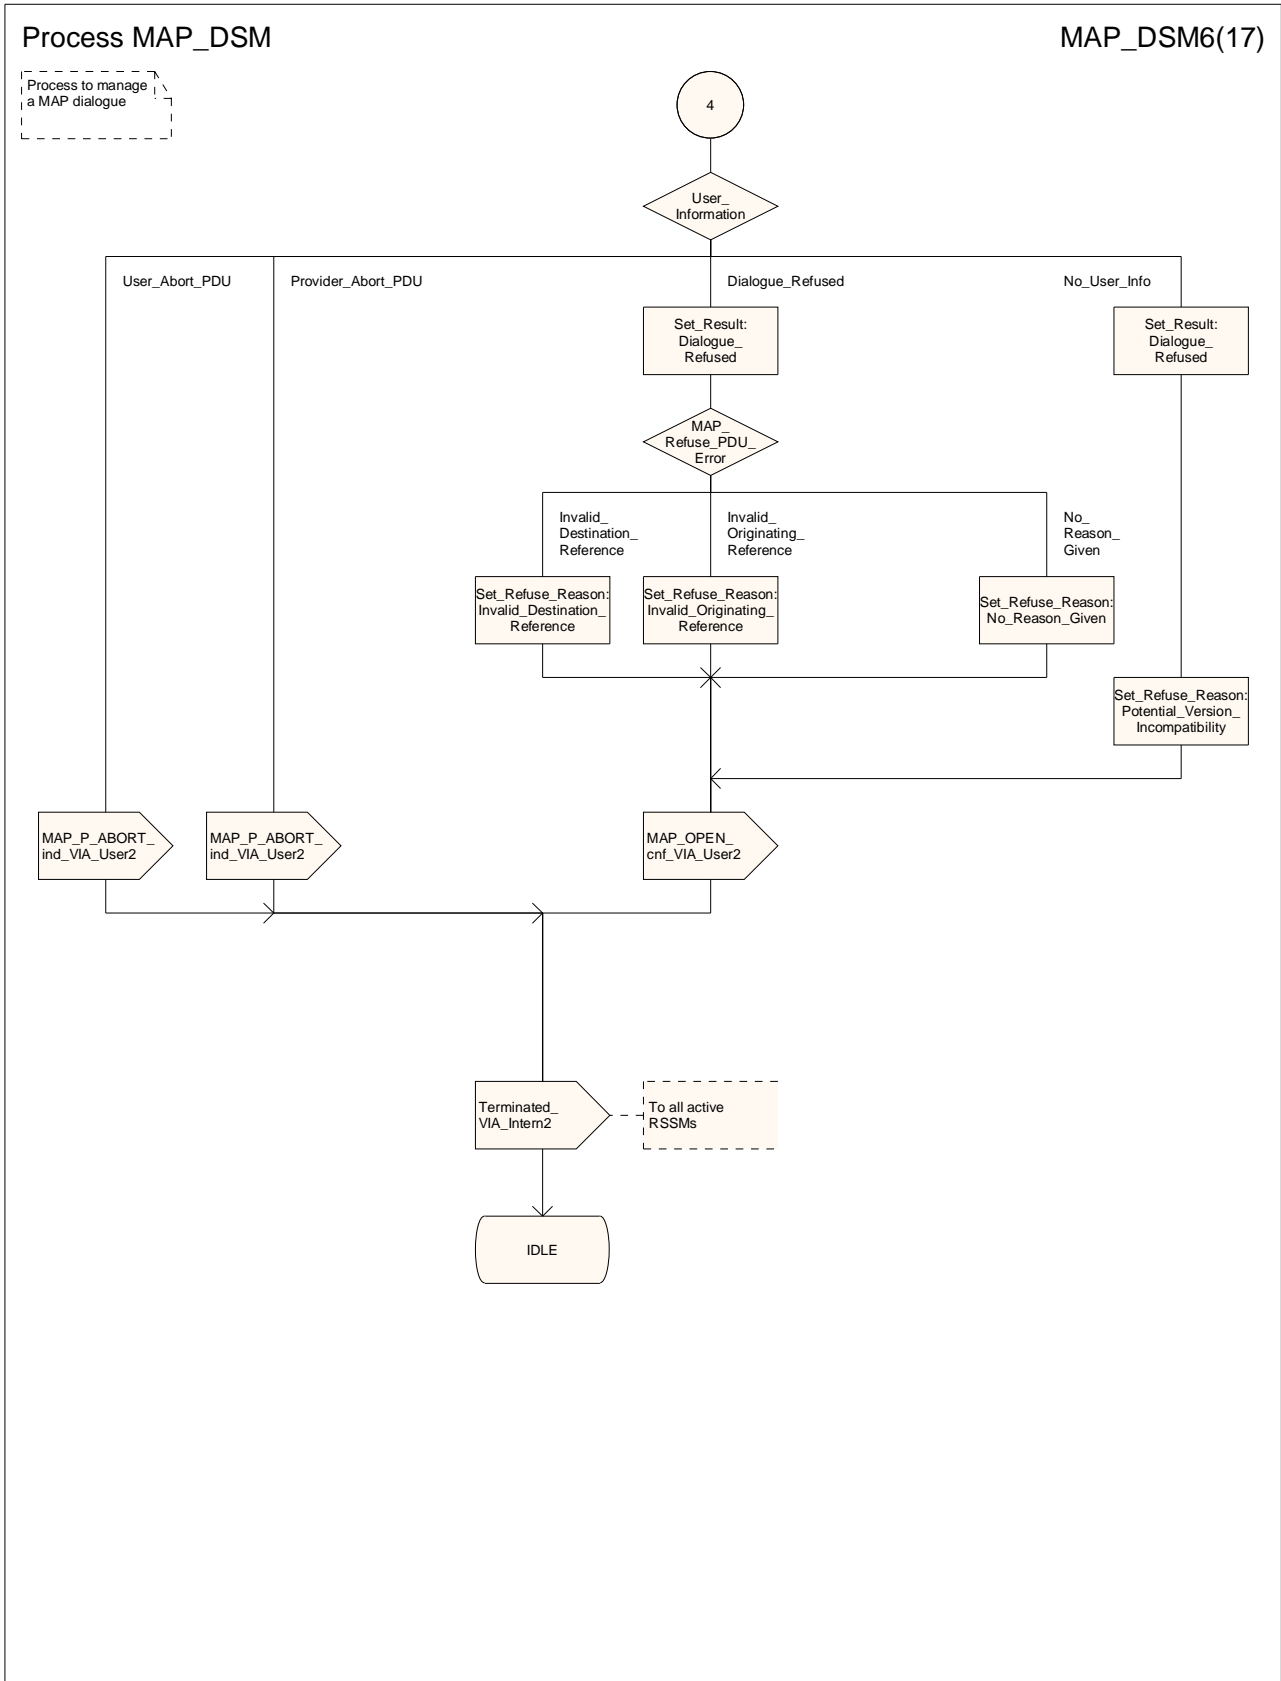 Process MAP_DSM
MAP_DSM6(17)
Process to manage
a MAP dialogue
4
User_
Information
User_Abort_PDU
Provider_Abort_PDU
Dialogue_Refused
No_User_Info
Set_Result:
Dialogue_
Refused
Set_Result:
Dialogue_
Refused
MAP_
Refuse_PDU_
Error
Invalid_
Destination_
Reference
Invalid_
Originating_
Reference
No_
Reason_
Given
Set_Refuse_Reason:
Invalid_Destination_
Reference
Set_Refuse_Reason:
Invalid_Originating_
Reference
Set_Refuse_Reason:
No_Reason_Given
Set_Refuse_Reason:
Potential_Version_
Incompatibility
MAP_P_ABORT_
ind_VIA_User2
MAP_P_ABORT_
ind_VIA_User2
MAP_OPEN_
cnf_VIA_User2
Terminated_
VIA_Intern2
To all active
RSSMs
IDLE